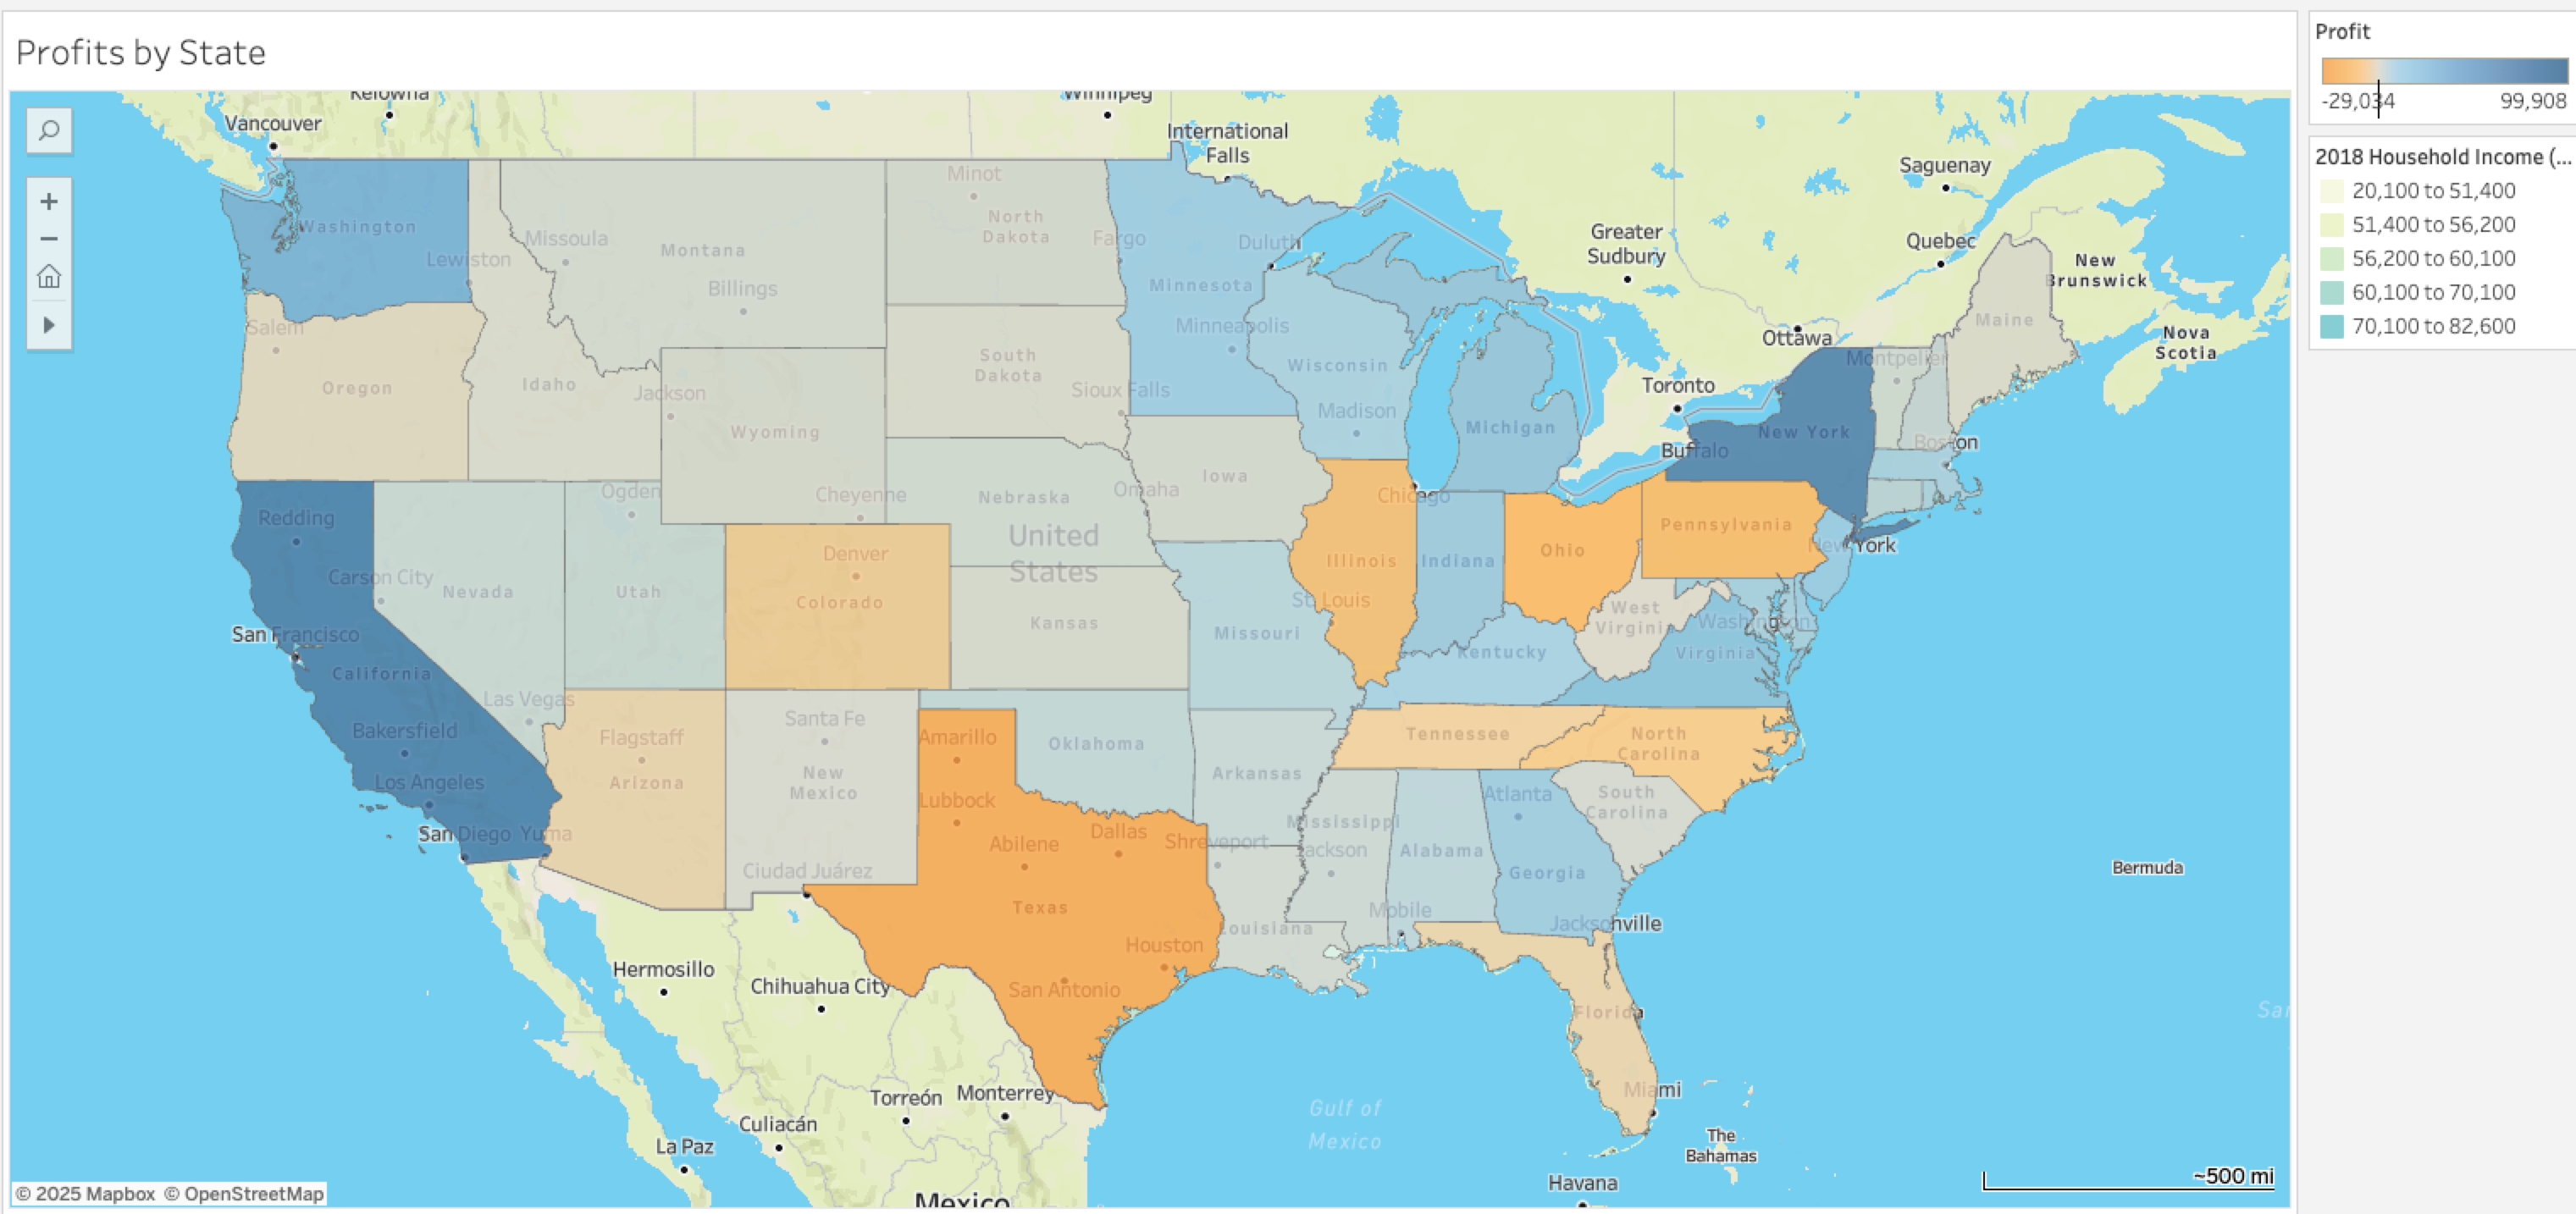 Profits by State
Profit
-29,034
99,908
2018 Household Income (...
20,100 to 51,400
51,400 to 56,200
56,200 to 60,100
60,100 to 70,100
70,100 to 82,600
Kelowna
Winnipeg
Vancouver
International
Falls
Saguenay
Minot
North
Dakota
Washington
Missoula
Montana
Fargo
Duluth
Greater
Sudbury
Quebec
Lewiston
Billings
Minnesota
New
Brunswick
Salem
Minneapolis
Ottawa
Maine
Nova
Scotia
Oregon
Idaho
Jackson
South
Dakota
Sioux Falls
Wisconsin
Montpelier
Toronto
Wyoming
Madison
Michigan
New York
Buffalo
Boston
Redding
Ogden
Cheyenne
Nebraska
Omaha
Iowa
Chicago
Pennsylvania
United
States
Denver
Illinois
Indiana
Ohio
New York
Carson City
Nevada
Utah
Colorado
Kansas
St. Louis
West
Virginia
Washington
San Francisco
California
Missouri
Kentucky
Virginia
Las Vegas
Santa Fe
Bakersfield
Flagstaff
Amarillo
Oklahoma
Tennessee
North
Carolina
Los Angeles
Arizona
New
Mexico
Lubbock
Arkansas
Atlanta
South
Carolina
San Diego
Yuma
Abilene
Dallas
Shreveport
Mississippi
Jackson
Alabama
Georgia
Ciudad Juárez
Bermuda
Texas
Houston
Louisiana
Mobile
Jacksonville
Hermosillo
Chihuahua City
San Antonio
Florida
Torreón
Monterrey
Miami
Gulf of
Mexico
Culiacán
La Paz
The
Bahamas
Havana
Mexico
~500 mi
© 2025 Mapbox © OpenStreetMap